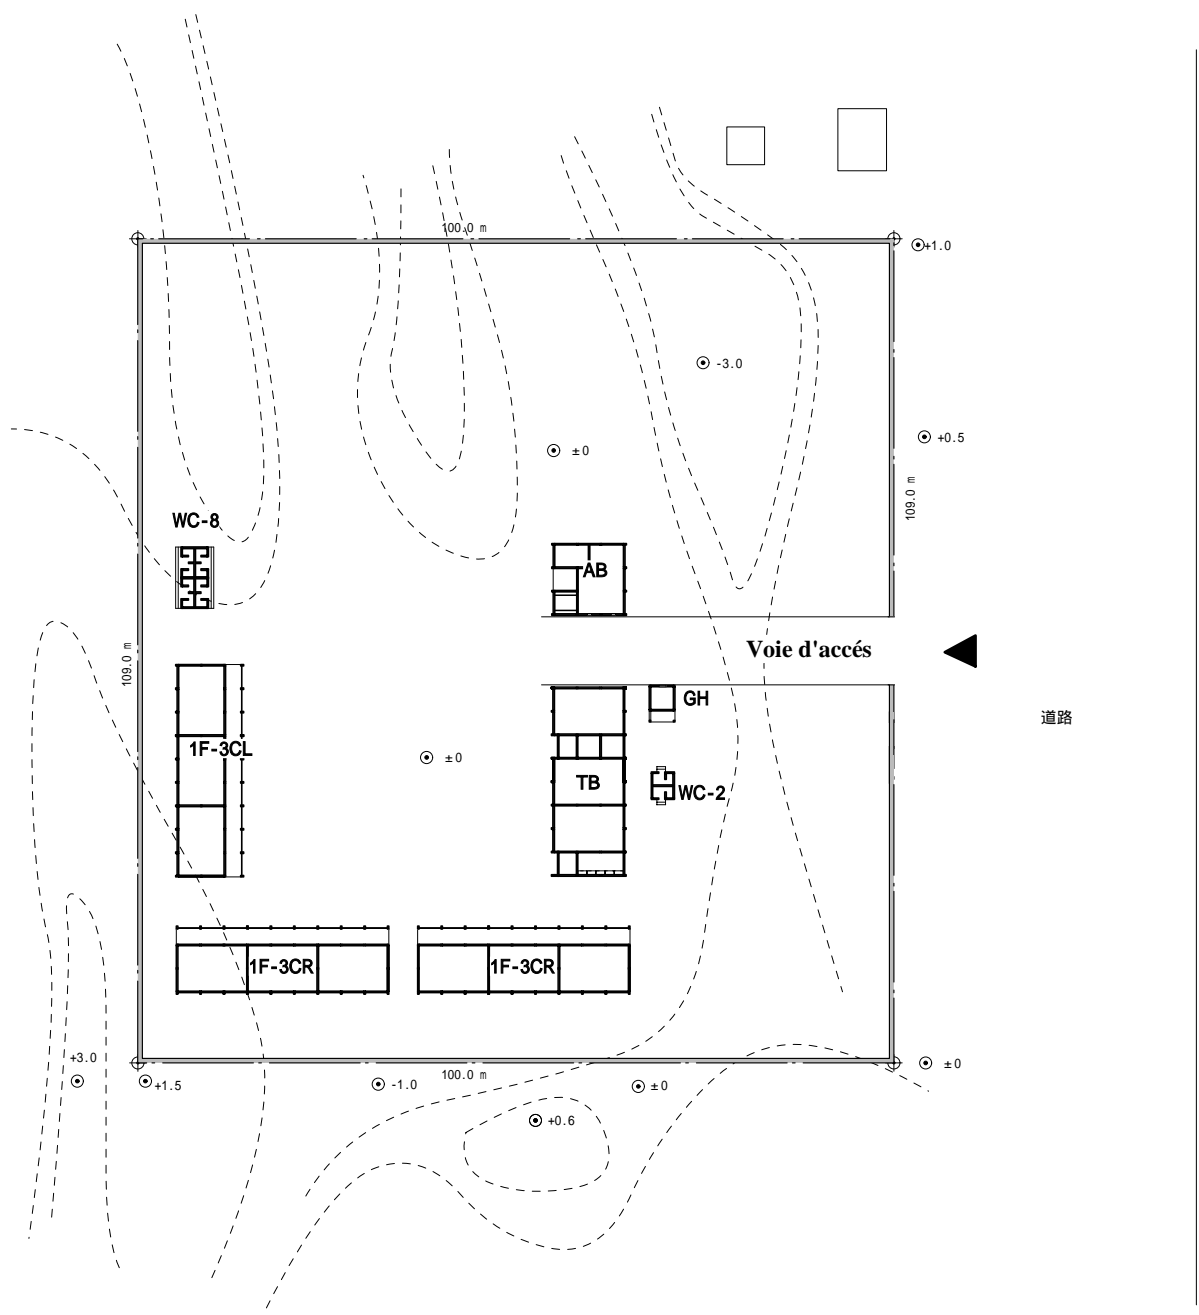 100.0 m
+1.0
-3.0
+0.5
±0
109.0 m
WC-8
AB
Voie d'accés
109.0 m
GH
道路
1F-3CL
±0
TB
WC-2
1F-3CR
1F-3CR
+3.0
±0
100.0 m
+1.5
-1.0
±0
+0.6